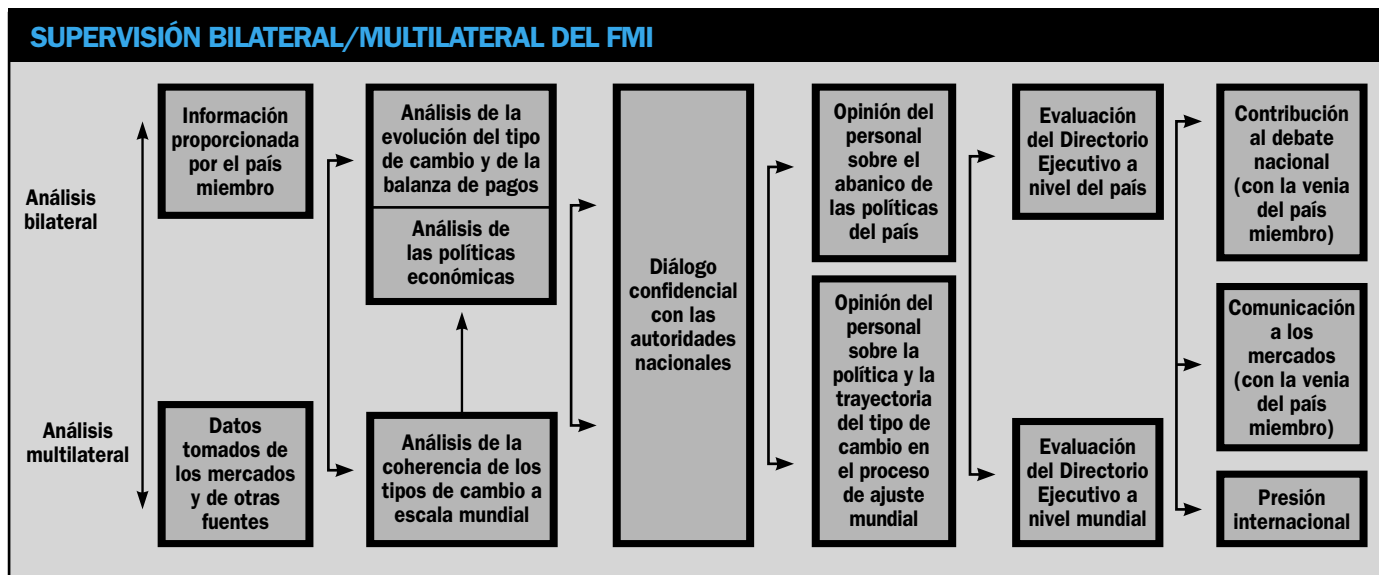 SUPERVISIÓN BILATERAL/MULTILATERAL DEL FMI
Análisis
bilateral
Análisis
multilateral
Información
proporcionada
por el país
miembro
Datos
tomados de
los mercados
y de otras
fuentes
Análisis de la
evolución del tipo
de cambio y de la
balanza de pagos
Análisis de
las políticas
económicas
Análisis de la
coherencia de los
tipos de cambio a
escala mundial
Diálogo
confidencial
con las
autoridades
nacionales
Opinión del
personal
sobre el
abanico de
las políticas
del país
Opinión del
personal
sobre la
política y la
trayectoria
del tipo de
cambio en
el proceso
de ajuste
mundial
Evaluación
del Directorio
Ejecutivo a
nivel del país
Evaluación
del Directorio
Ejecutivo a
nivel mundial
Contribución
al debate
nacional
(con la venia
del país
miembro)
Comunicación
a los
mercados
(con la venia
del país
miembro)
Presión
internacional